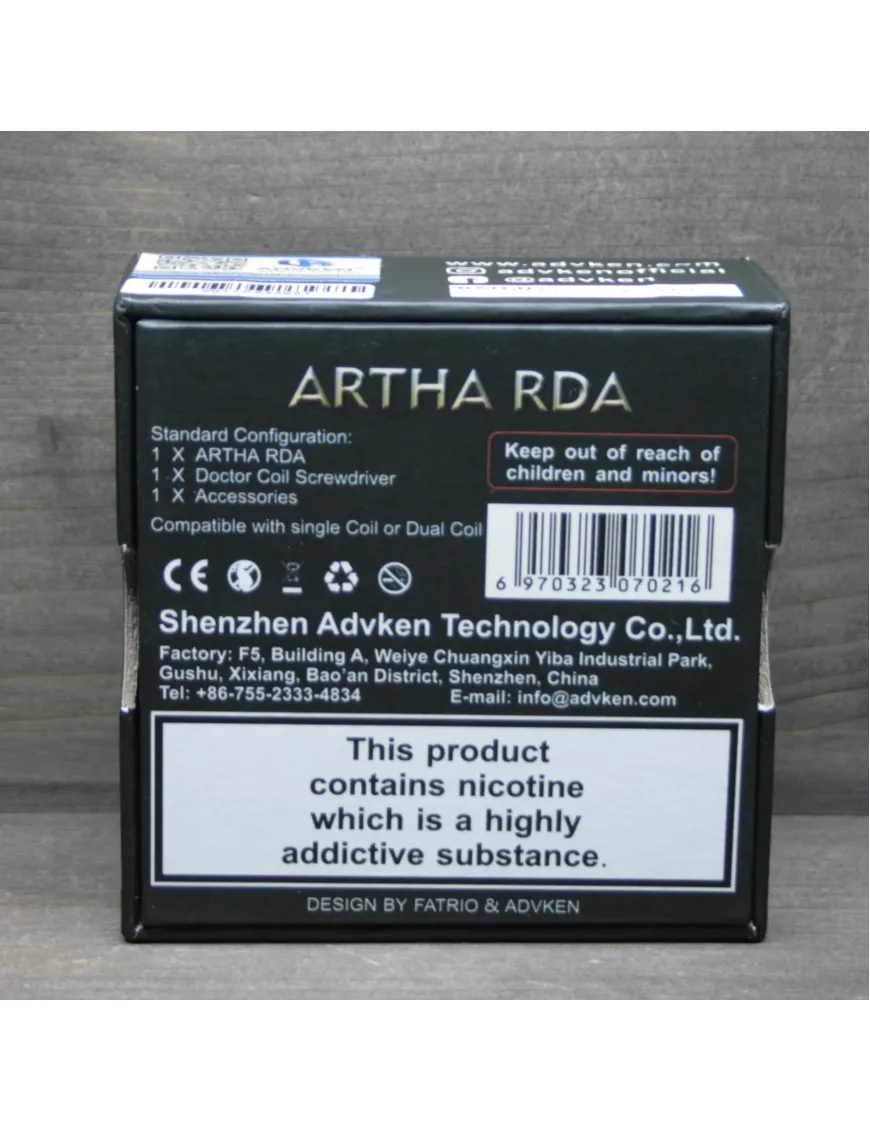 ADVKEN
www.advken.com
advkenofficial
@advken
ARTHA RDA
Standard Configuration:
1 X ARTHA RDA
1 X Doctor Coil Screwdriver
1 X Accessories
Compatible with single Coil or Dual Coil
Keep out of reach of
children and minors!
6 970323 070216
CE
Shenzhen Advken Technology Co.,Ltd.
Factory: F5, Building A, Weiye Chuangxin Yiba Industrial Park,
Gushu, Xixiang, Bao'an District, Shenzhen, China
Tel: +86-755-2333-4834 E-mail: info@advken.com
This product
contains nicotine
which is a highly
addictive substance.
DESIGN BY FATRIO & ADVKEN